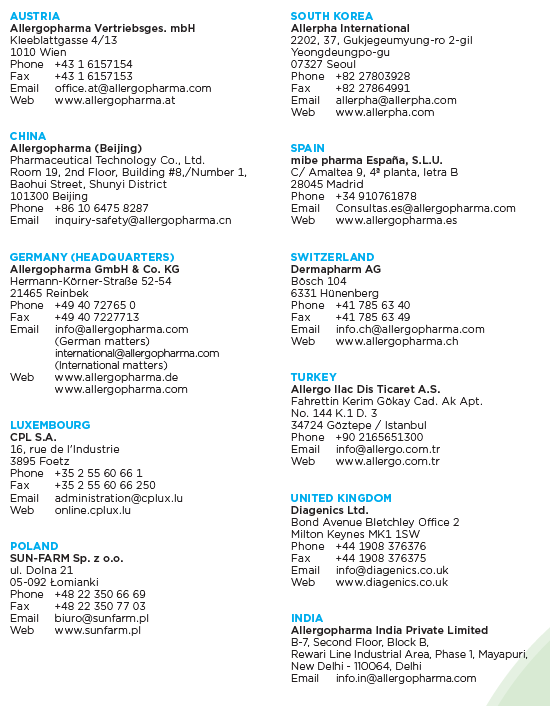 AUSTRIA
Allergopharma Vertriebsges. mbH
Kleeblattgasse 4/13
1010 Wien
Phone +43 1 6157154
Fax +43 1 6157153
Email office.at@allergopharma.com
Web www.allergopharma.at
CHINA
Allergopharma (Beijing)
Pharmaceutical Technology Co., Ltd.
Room 19, 2nd Floor, Building #8,/Number 1,
Baohui Street, Shunyi District
101300 Beijing
Phone +86 10 6475 8287
Email inquiry-safety@allergopharma.cn
GERMANY (HEADQUARTERS)
Allergopharma GmbH & Co. KG
Hermann-Körner-Straße 52-54
21465 Reinbek
Phone +49 40 72765 0
Fax +49 40 7227713
Email info@allergopharma.com
(German matters)
international@allergopharma.com
(International matters)
Web www.allergopharma.de
www.allergopharma.com
LUXEMBOURG
CPL S.A.
16, rue de l'Industrie
3895 Foetz
Phone +35 2 55 60 66 1
Fax +35 2 55 60 66 250
Email administration@cplux.lu
Web online.cplux.lu
POLAND
SUN-FARM Sp. z o.o.
ul. Dolna 21
05-092 Łomianki
Phone +48 22 350 66 69
Fax +48 22 350 77 03
Email biuro@sunfarm.pl
Web www.sunfarm.pl
SOUTH KOREA
Allerpha International
2202, 37, Gukjegeumyung-ro 2-gil
Yeongdeungpo-gu
07327 Seoul
Phone +82 27803928
Fax +82 27864991
Email allerpha@allerpha.com
Web www.allerpha.com
SPAIN
mibe pharma España, S.L.U.
C/ Amaltea 9, 4ª planta, letra B
28045 Madrid
Phone +34 910761878
Email Consultas.es@allergopharma.com
Web www.allergopharma.es
SWITZERLAND
Dermapharm AG
Bösch 104
6331 Hünenberg
Phone +41 785 63 40
Fax +41 785 63 49
Email info.ch@allergopharma.com
Web www.allergopharma.ch
TURKEY
Allergo Ilac Dis Ticaret A.S.
Fahrettin Kerim Gökay Cad. Ak Apt.
No. 144 K.1 D. 3
34724 Göztepe / Istanbul
Phone +90 2165651300
Email info@allergo.com.tr
Web www.allergo.com.tr
UNITED KINGDOM
Diagenics Ltd.
Bond Avenue Bletchley Office 2
Milton Keynes MK1 1SW
Phone +44 1908 376376
Fax +44 1908 376375
Email info@diagenics.co.uk
Web www.diagenics.co.uk
INDIA
Allergopharma India Private Limited
B-7, Second Floor, Block B,
Rewari Line Industrial Area, Phase 1, Mayapuri,
New Delhi - 110064, Delhi
Email info.in@allergopharma.com